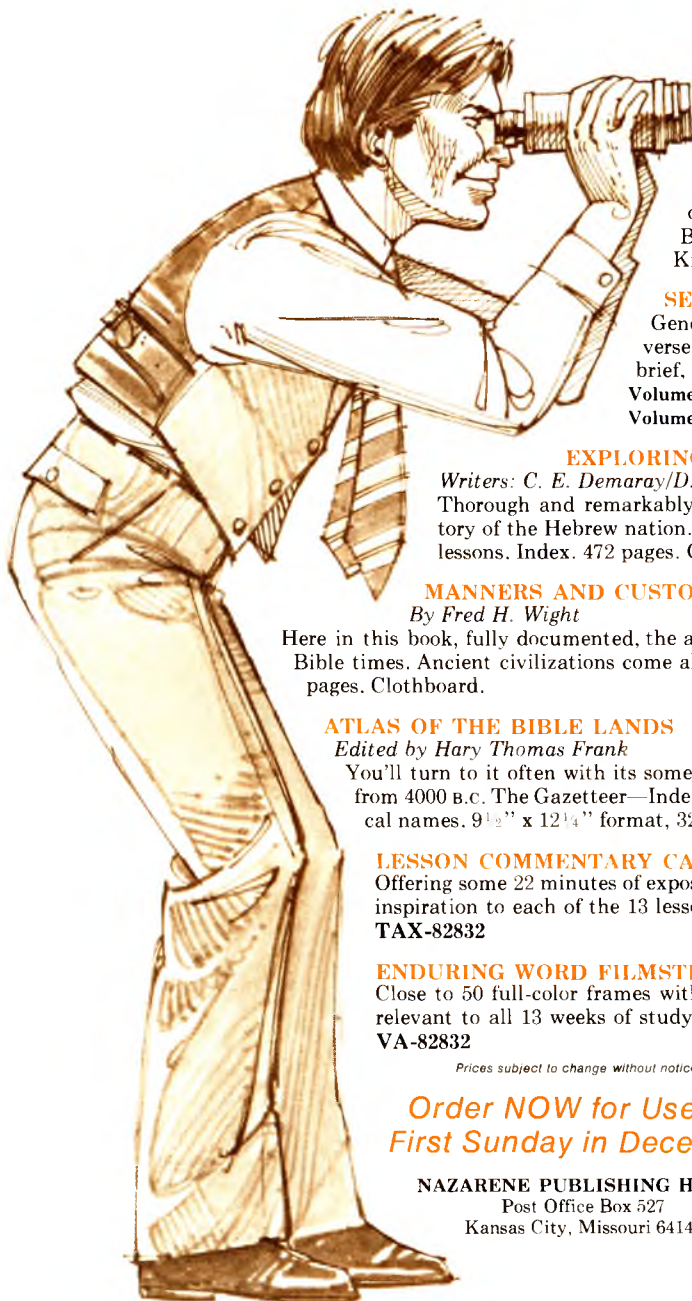 B
K
SE
Gen
verse
brief,
Volume
Volume
EXPLORING
Writers: C. E. Demaray/D.
Thorough and remarkably
tory of the Hebrew nation.
lessons. Index. 472 pages. C
MANNERS AND CUSTO
By Fred H. Wight
Here in this book, fully documented, the a
Bible times. Ancient civilizations come al
pages. Clothboard.
ATLAS OF THE BIBLE LANDS
Edited by Hary Thomas Frank
You'll turn to it often with its some
from 4000 B.C. The Gazetteer—Inde
cal names. 9½" x 12¼" format, 32
LESSON COMMENTARY CA
Offering some 22 minutes of expos
inspiration to each of the 13 less
TAX-82832
ENDURING WORD FILMSTR
Close to 50 full-color frames with
relevant to all 13 weeks of study
VA-82832
Prices subject to change without notic
Order NOW for Use
First Sunday in Dece
NAZARENE PUBLISHING H
Post Office Box 527
Kansas City, Missouri 6414